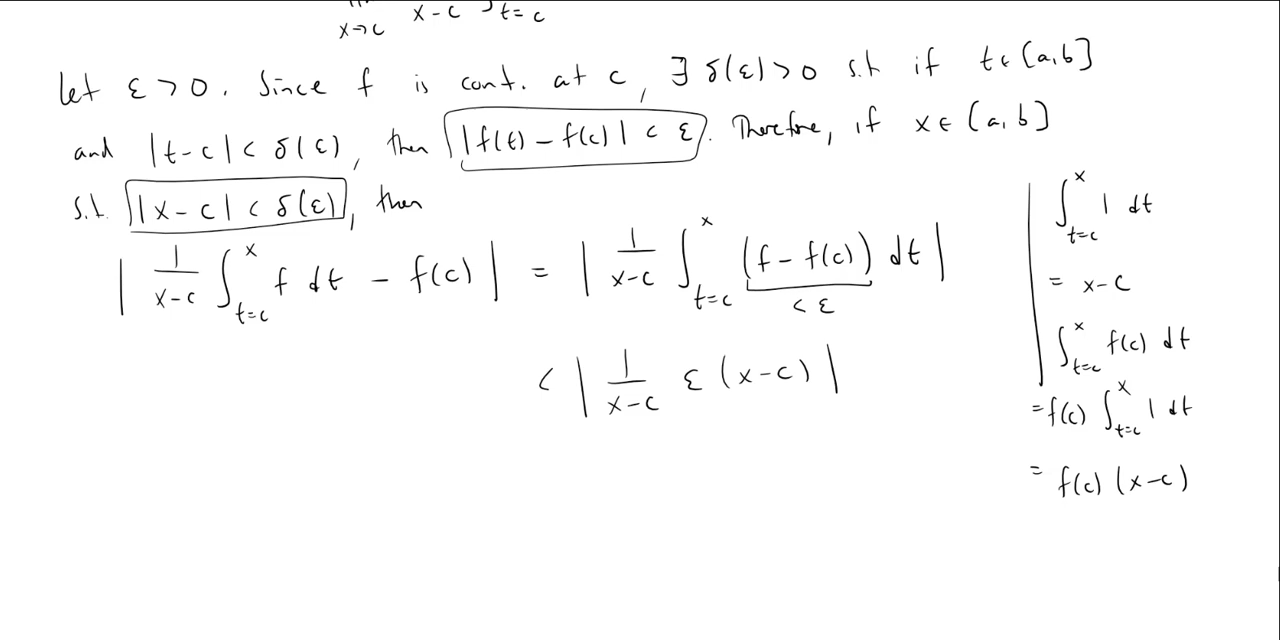 x→c x-c ∫t=c
Let ε > 0. Since f is cont. at c, ∃ δ(ε) > 0 s.t. if t ∈ [a,b]
and |t-c| < δ(ε), then |f(t) - f(c)| < ε. Therefore, if x ∈ [a,b]
s.t. |x-c| < δ(ε), then
| 1/(x-c) ∫_{t=c}^{x} f dt - f(c) | = | 1/(x-c) ∫_{t=c}^{x} (f - f(c)) dt |
< ε
< | 1/(x-c) ε (x-c) |
∫_{t=c}^{x} 1 dt
= x-c
∫_{t=c}^{x} f(c) dt
= f(c) ∫_{t=c}^{x} 1 dt
= f(c) (x-c)